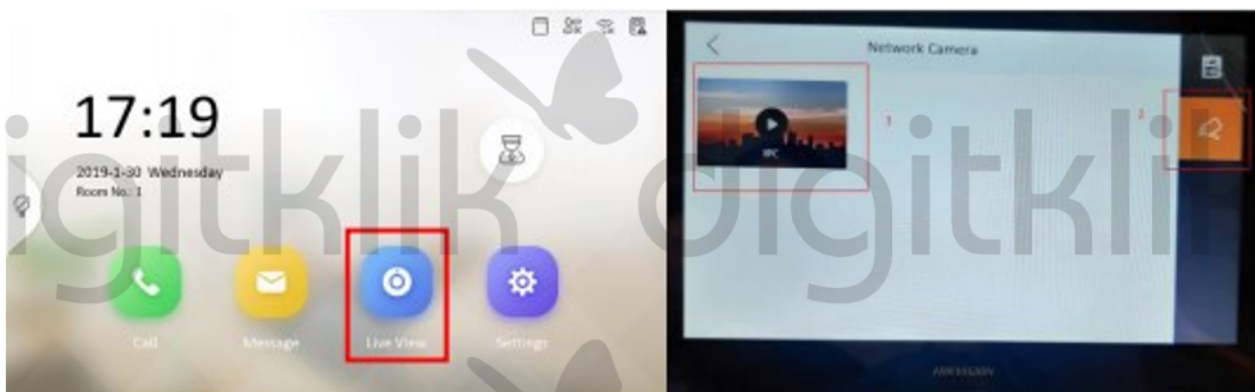 17:19
2019-1-30 Wednesday
Room No.: 1
Call
Message
Live View
Settings
Network Camera
IPC
1
2
HIKVISION
digitklik digitklik